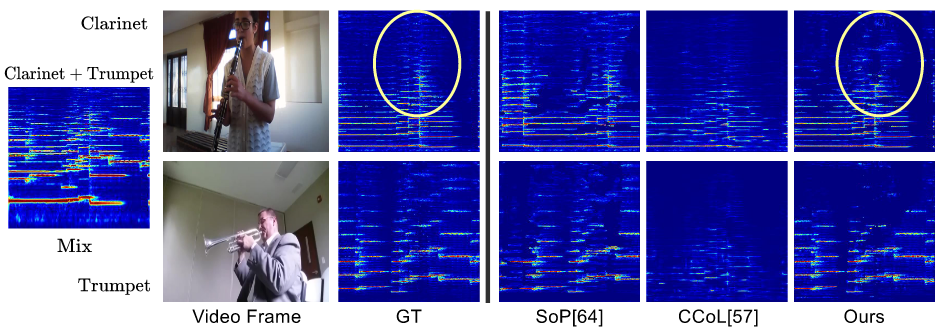 Clarinet
Clarinet + Trumpet
Mix
Trumpet
Video Frame
GT
SoP[64]
CCoL[57]
Ours